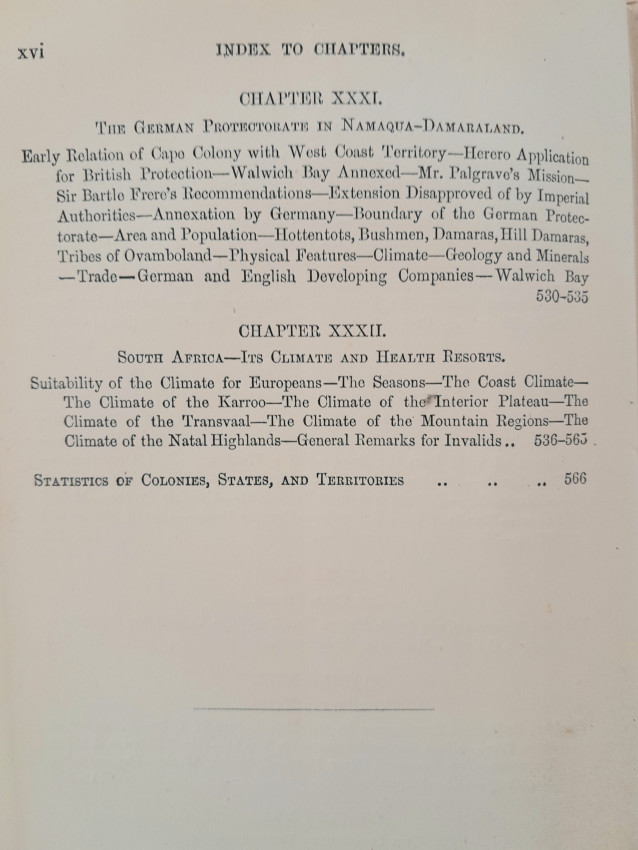 xvi INDEX TO CHAPTERS.
CHAPTER XXXI.
THE GERMAN PROTECTORATE IN NAMAQUA-DAMARALAND.
Early Relation of Cape Colony with West Coast Territory—Herero Application
for British Protection—Walwich Bay Annexed—Mr. Palgrave's Mission—
Sir Bartle Frere's Recommendations—Extension Disapproved of by Imperial
Authorities—Annexation by Germany—Boundary of the German Protec-
torate—Area and Population—Hottentots, Bushmen, Damaras, Hill Damaras,
Tribes of Ovamboland—Physical Features—Climate—Geology and Minerals
—Trade—German and English Developing Companies—Walwich Bay
530-535
CHAPTER XXXII.
SOUTH AFRICA—ITS CLIMATE AND HEALTH RESORTS.
Suitability of the Climate for Europeans—The Seasons—The Coast Climate—
The Climate of the Karroo—The Climate of the Interior Plateau—The
Climate of the Transvaal—The Climate of the Mountain Regions—The
Climate of the Natal Highlands—General Remarks for Invalids .. 536-565
STATISTICS OF COLONIES, STATES, AND TERRITORIES .. .. .. 566